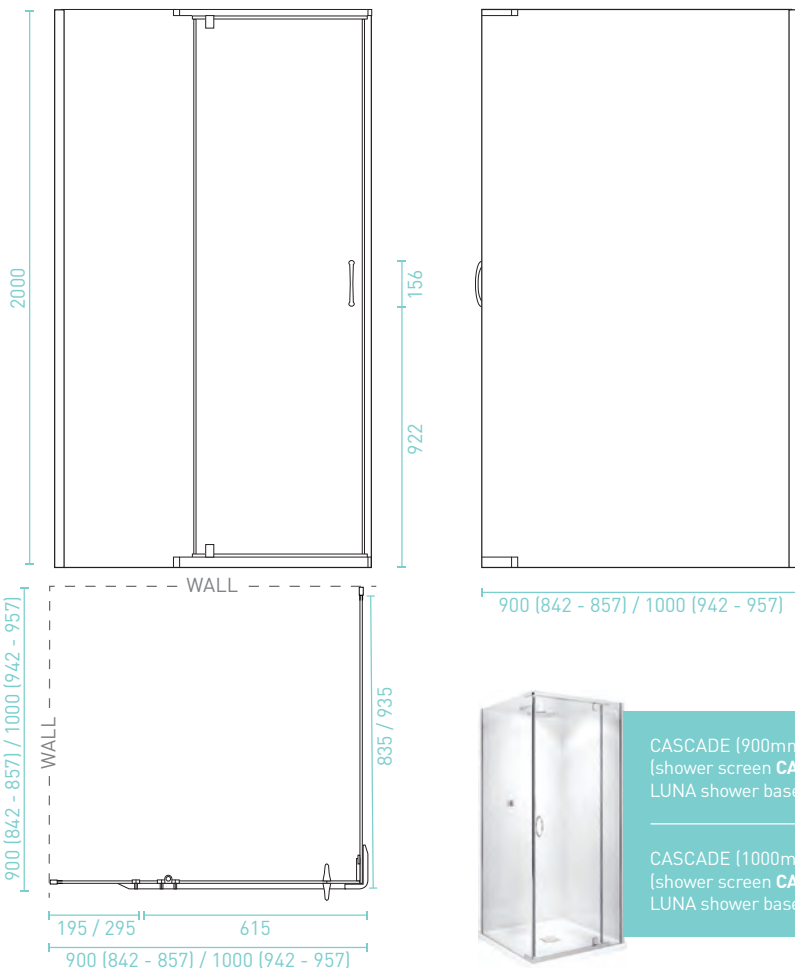 2000
156
922
WALL
900 (842 - 857) / 1000 (942 - 957)
900 (842 - 857) / 1000 (942 - 957)
WALL
835 / 935
195 / 295
615
900 (842 - 857) / 1000 (942 - 957)
CASCADE (900mm
(shower screen CA
LUNA shower base
CASCADE (1000m
(shower screen CA
LUNA shower base